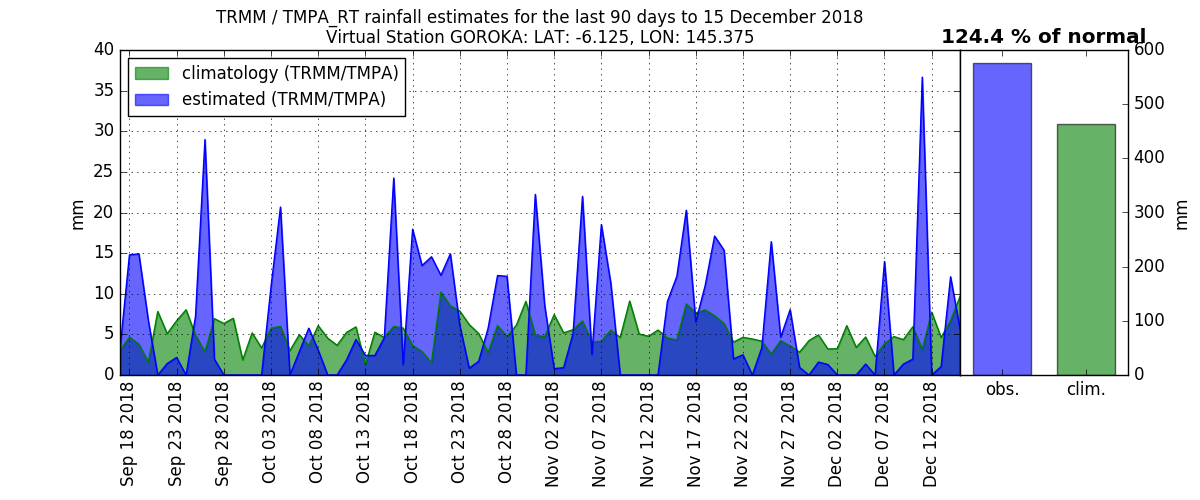 TRMM / TMPA_RT rainfall estimates for the last 90 days to 15 December 2018
Virtual Station GOROKA: LAT: -6.125, LON: 145.375
124.4 % of normal
climatology (TRMM/TMPA)
estimated (TRMM/TMPA)
mm
40
35
30
25
20
15
10
5
0
Sep 18 2018
Sep 23 2018
Sep 28 2018
Oct 03 2018
Oct 08 2018
Oct 13 2018
Oct 18 2018
Oct 23 2018
Oct 28 2018
Nov 02 2018
Nov 07 2018
Nov 12 2018
Nov 17 2018
Nov 22 2018
Nov 27 2018
Dec 02 2018
Dec 07 2018
Dec 12 2018
obs.
clim.
600
500
400
300
200
100
0
mm